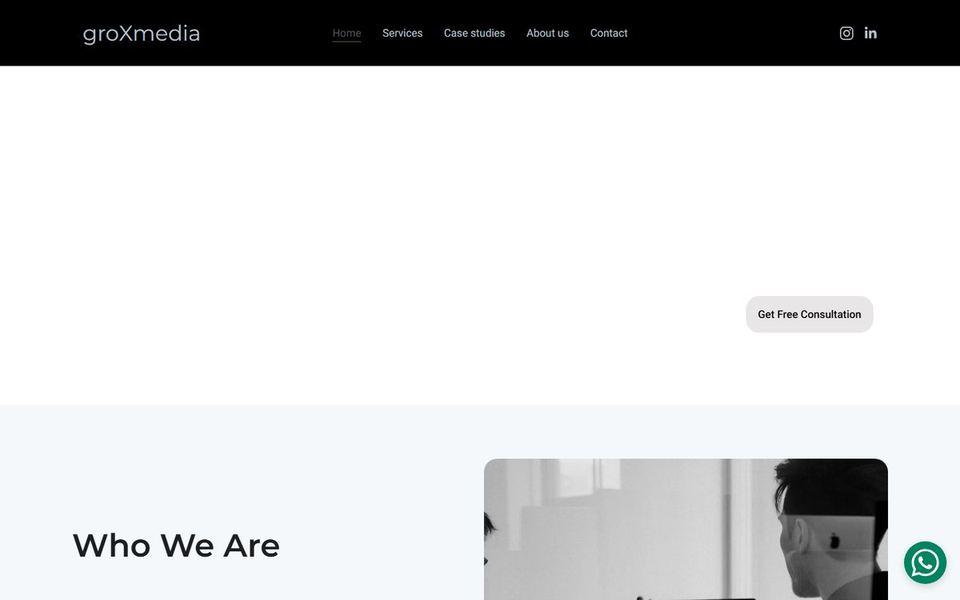 groXmedia
Home Services Case studies About us Contact
Get Free Consultation
Who We Are